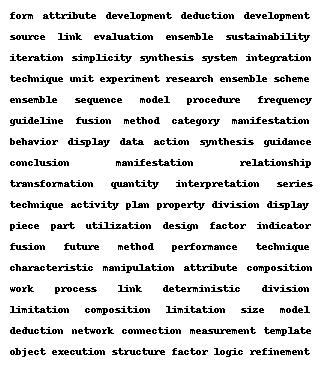 form attribute development deduction development
source link evaluation ensemble sustainability
iteration simplicity synthesis system integration
technique unit experiment research ensemble scheme
ensemble sequence model procedure frequency
guideline fusion method category manifestation
behavior display data action synthesis guidance
conclusion manifestation relationship
transformation quantity interpretation series
technique activity plan property division display
piece part utilization design factor indicator
fusion future method performance technique
characteristic manipulation attribute composition
work process link deterministic division
limitation composition limitation size model
deduction network connection measurement template
object execution structure factor logic refinement